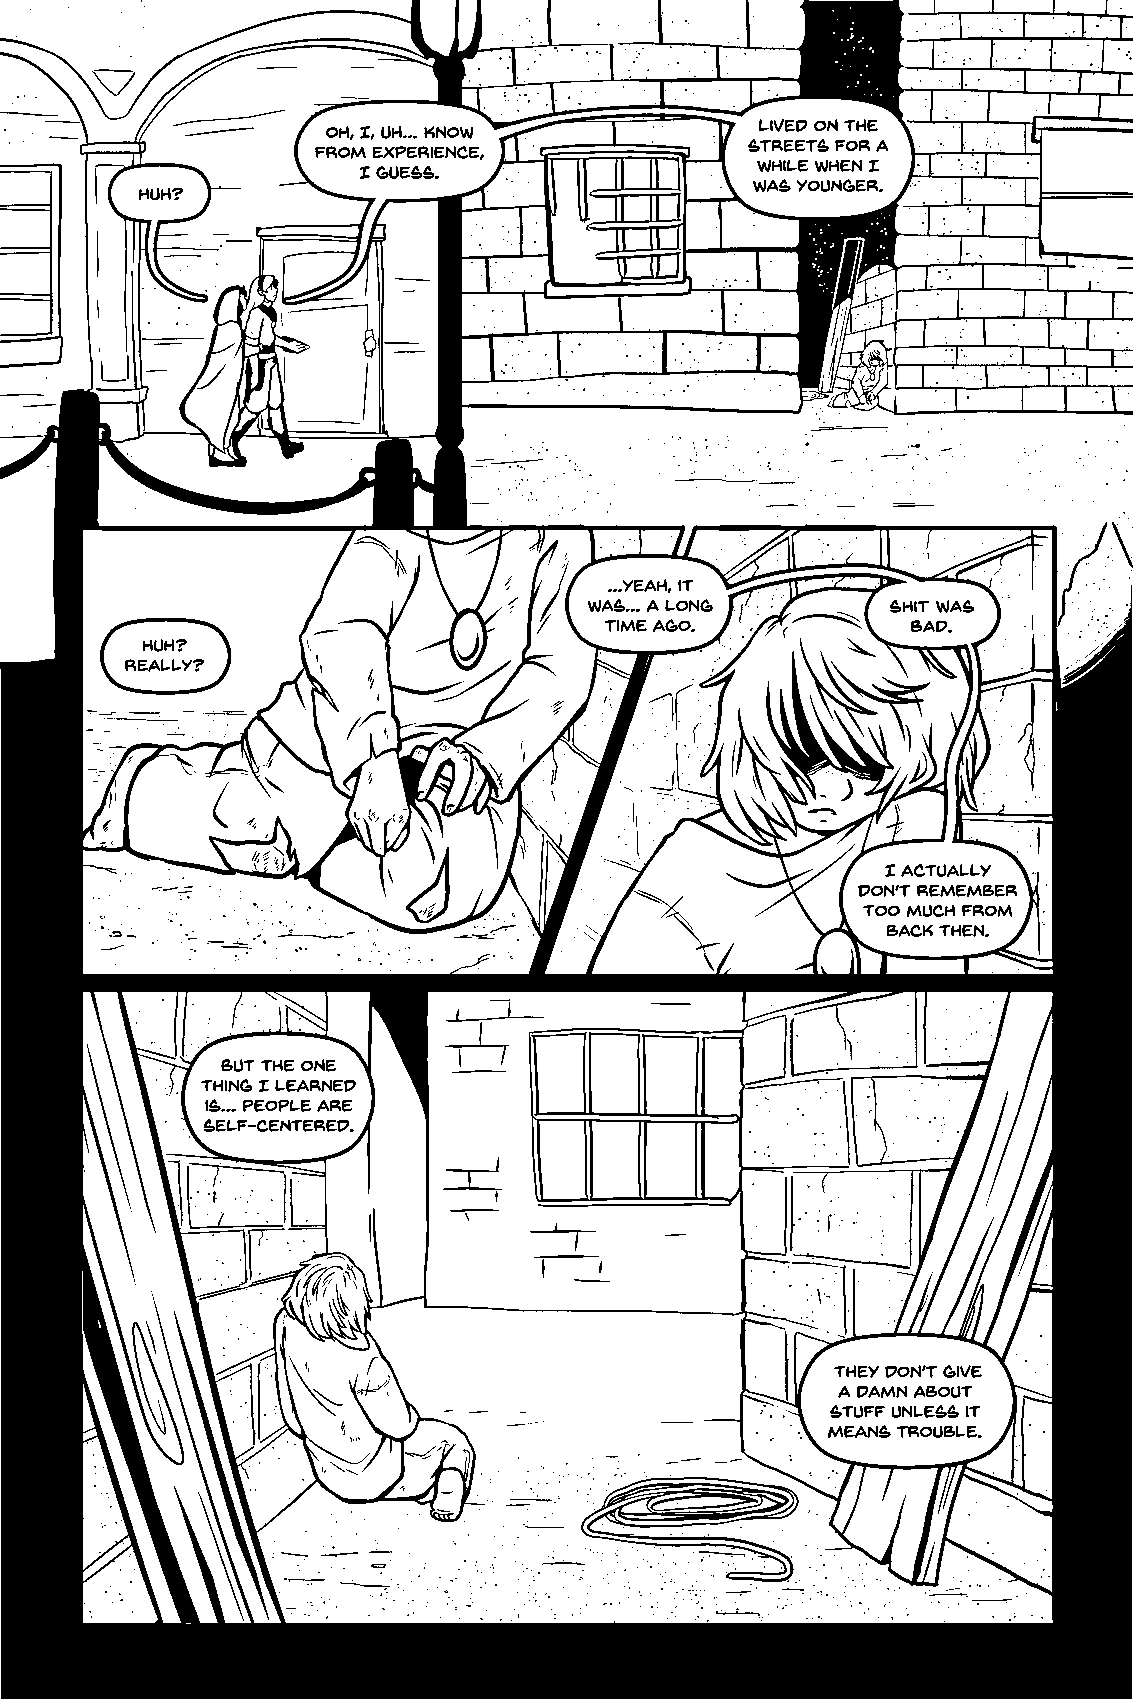 HUH?
OH, I, UH... KNOW
FROM EXPERIENCE,
I GUESS.
LIVED ON THE
STREETS FOR A
WHILE WHEN I
WAS YOUNGER.
HUH?
REALLY?
...YEAH, IT
WAS... A LONG
TIME AGO.
SHIT WAS
BAD.
I ACTUALLY
DON'T REMEMBER
TOO MUCH FROM
BACK THEN.
BUT THE ONE
THING I LEARNED
IS... PEOPLE ARE
SELF-CENTERED.
THEY DON'T GIVE
A DAMN ABOUT
STUFF UNLESS IT
MEANS TROUBLE.